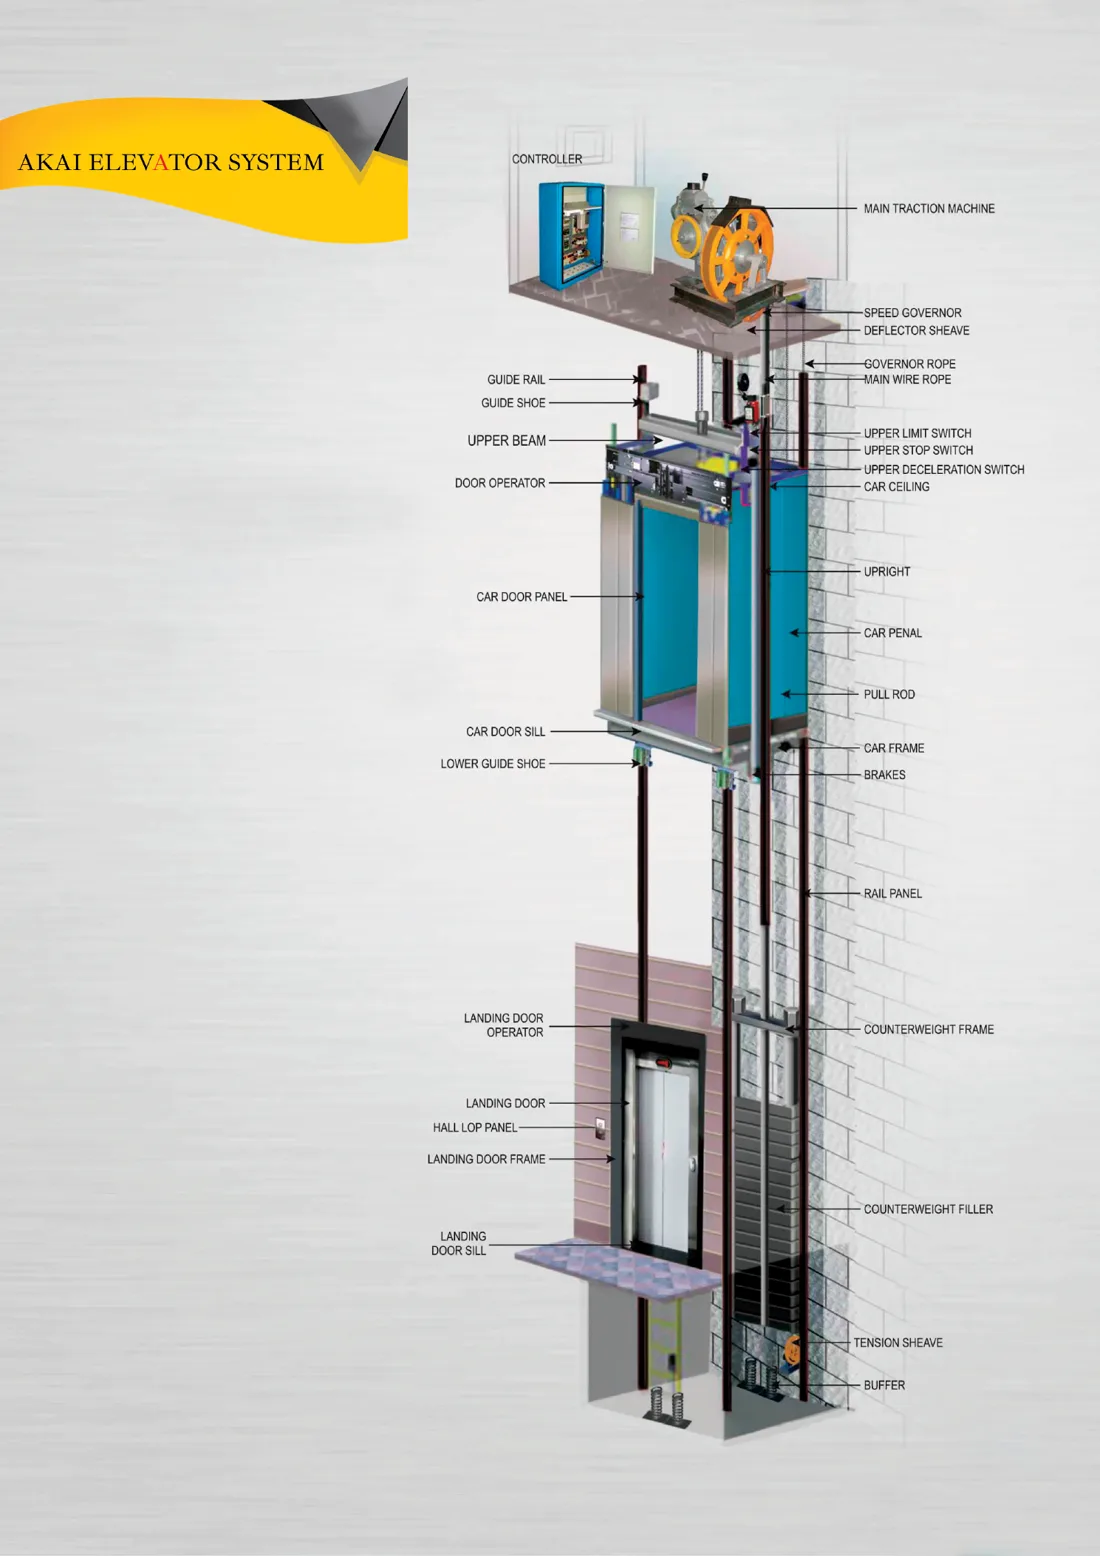 AKAI ELEVATOR SYSTEM
CONTROLLER
MAIN TRACTION MACHINE
SPEED GOVERNOR
DEFLECTOR SHEAVE
GOVERNOR ROPE
MAIN WIRE ROPE
GUIDE RAIL
GUIDE SHOE
UPPER BEAM
DOOR OPERATOR
UPPER LIMIT SWITCH
UPPER STOP SWITCH
UPPER DECELERATION SWITCH
CAR CEILING
UPRIGHT
CAR DOOR PANEL
CAR PENAL
PULL ROD
CAR DOOR SILL
LOWER GUIDE SHOE
CAR FRAME
BRAKES
RAIL PANEL
LANDING DOOR
OPERATOR
COUNTERWEIGHT FRAME
LANDING DOOR
HALL LOP PANEL
LANDING DOOR FRAME
COUNTERWEIGHT FILLER
LANDING
DOOR SILL
TENSION SHEAVE
BUFFER